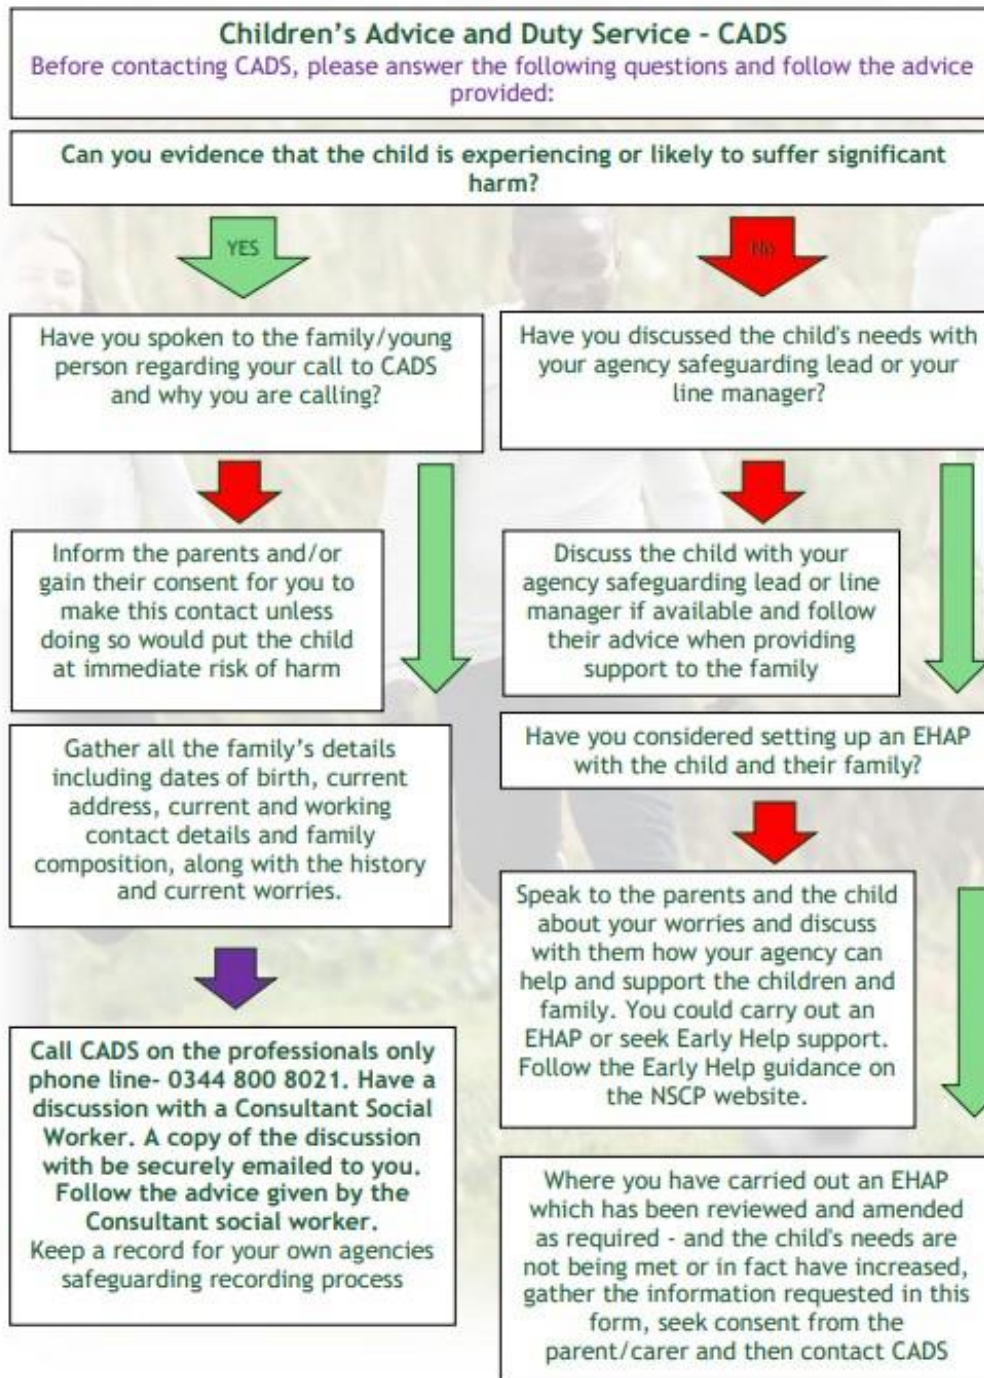 Children's Advice and Duty Service - CADS
Before contacting CADS, please answer the following questions and follow the advice
provided:
Can you evidence that the child is experiencing or likely to suffer significant
harm?
YES
No
Have you spoken to the family/young
person regarding your call to CADS
and why you are calling?
Have you discussed the child's needs with
your agency safeguarding lead or your
line manager?
Inform the parents and/or
gain their consent for you to
make this contact unless
doing so would put the child
at immediate risk of harm
Discuss the child with your
agency safeguarding lead or line
manager if available and follow
their advice when providing
support to the family
Gather all the family's details
including dates of birth, current
address, current and working
contact details and family
composition, along with the history
and current worries.
Have you considered setting up an EHAP
with the child and their family?
Speak to the parents and the child
about your worries and discuss
with them how your agency can
help and support the children and
family. You could carry out an
EHAP or seek Early Help support.
Follow the Early Help guidance on
the NSCP website.
Call CADS on the professionals only
phone line- 0344 800 8021. Have a
discussion with a Consultant Social
Worker. A copy of the discussion
with be securely emailed to you.
Follow the advice given by the
Consultant social worker.
Keep a record for your own agencies
safeguarding recording process
Where you have carried out an EHAP
which has been reviewed and amended
as required - and the child's needs are
not being met or in fact have increased,
gather the information requested in this
form, seek consent from the
parent/carer and then contact CADS